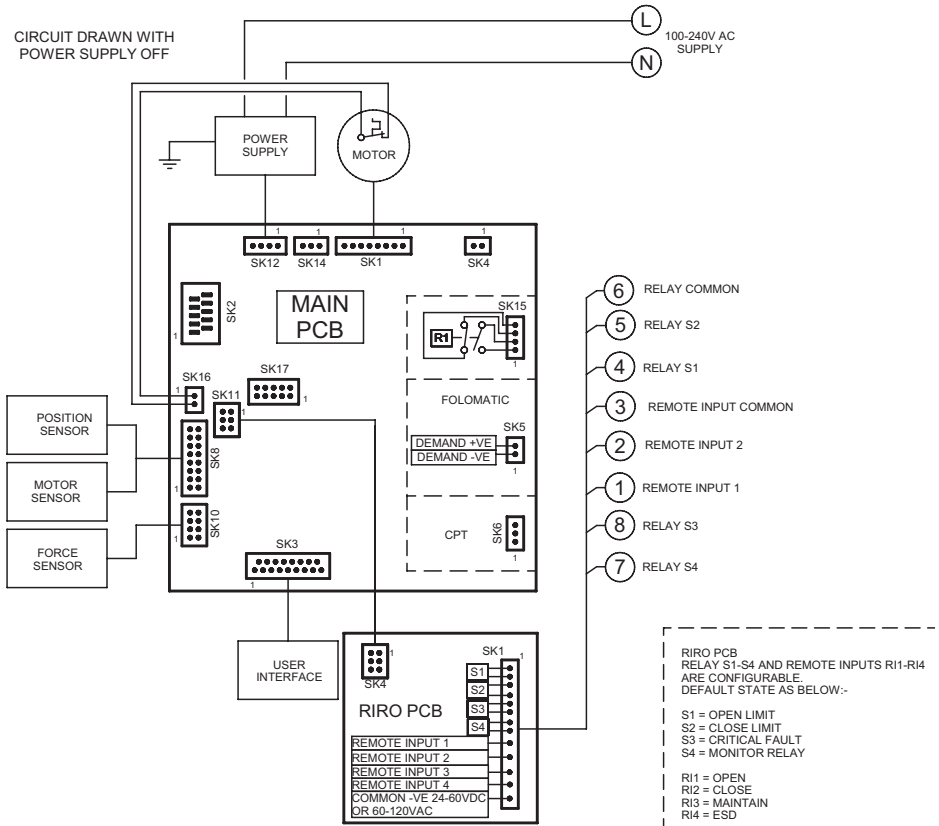 CIRCUIT DRAWN WITH
POWER SUPPLY OFF
L
100-240V AC
SUPPLY
N
POWER
SUPPLY
MOTOR
1
1
1
1
SK12
SK14
SK1
SK4
SK2
1
MAIN
PCB
SK15
R1
1
SK16
1
SK11
1
SK17
1
FOLOMATIC
SK5
DEMAND +VE
DEMAND -VE
1
POSITION
SENSOR
MOTOR
SENSOR
SK8
1
FORCE
SENSOR
SK10
1
CPT
SK6
1
SK3
1
6 RELAY COMMON
5 RELAY S2
4 RELAY S1
3 REMOTE INPUT COMMON
2 REMOTE INPUT 2
1 REMOTE INPUT 1
8 RELAY S3
7 RELAY S4
USER
INTERFACE
1
SK4
SK1
1
S1
S2
S3
S4
RIRO PCB
REMOTE INPUT 1
REMOTE INPUT 2
REMOTE INPUT 3
REMOTE INPUT 4
COMMON -VE 24-60VDC
OR 60-120VAC
RIRO PCB
RELAY S1-S4 AND REMOTE INPUTS RI1-RI4
ARE CONFIGURABLE.
DEFAULT STATE AS BELOW:-
S1 = OPEN LIMIT
S2 = CLOSE LIMIT
S3 = CRITICAL FAULT
S4 = MONITOR RELAY
RI1 = OPEN
RI2 = CLOSE
RI3 = MAINTAIN
RI4 = ESD